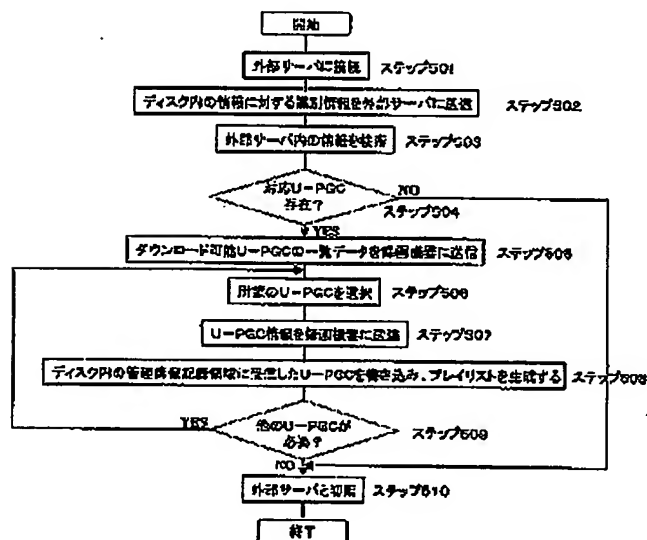 開始
外部サーバに接続 ステップ501
ディスク内の情報に対する識別情報を外部サーバに送信 ステップ502
外部サーバ内の情報を検索 ステップ503
対応U-PGC
存在?
NO
ステップ504
YES
ダウンロード可能U-PGCの一覧データを録画機器に送信 ステップ505
所望のU-PGCを選択 ステップ506
U-PGC情報を録画機器に送信 ステップ507
ディスク内の管理情報記録領域に受信したU-PGCを書き込み、プレイリストを生成する ステップ508
YES
他のU-PGCが
必要?
ステップ509
NO
外部サーバと切断 ステップ510
終了